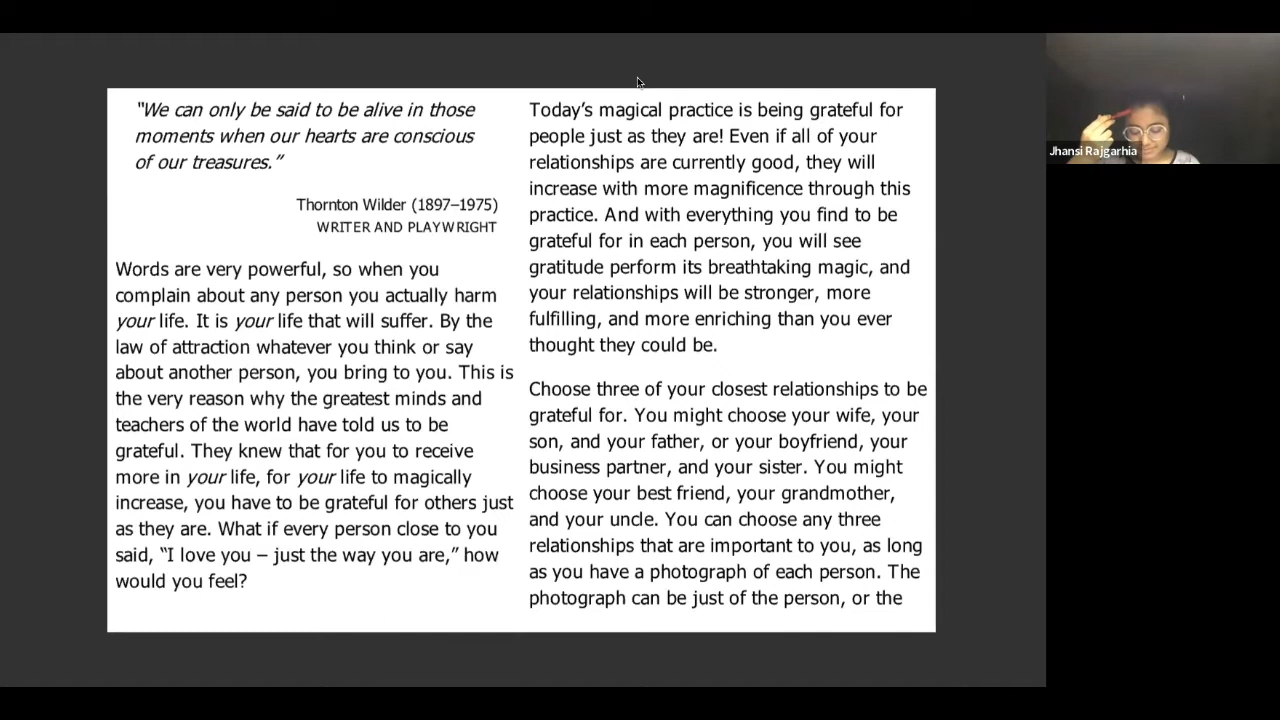 “We can only be said to be alive in those
moments when our hearts are conscious
of our treasures.”
Thornton Wilder (1897–1975)
WRITER AND PLAYWRIGHT
Words are very powerful, so when you
complain about any person you actually harm
your life. It is your life that will suffer. By the
law of attraction whatever you think or say
about another person, you bring to you. This is
the very reason why the greatest minds and
teachers of the world have told us to be
grateful. They knew that for you to receive
more in your life, for your life to magically
increase, you have to be grateful for others just
as they are. What if every person close to you
said, “I love you – just the way you are,” how
would you feel?
Today’s magical practice is being grateful for
people just as they are! Even if all of your
relationships are currently good, they will
increase with more magnificence through this
practice. And with everything you find to be
grateful for in each person, you will see
gratitude perform its breathtaking magic, and
your relationships will be stronger, more
fulfilling, and more enriching than you ever
thought they could be.
Choose three of your closest relationships to be
grateful for. You might choose your wife, your
son, and your father, or your boyfriend, your
business partner, and your sister. You might
choose your best friend, your grandmother,
and your uncle. You can choose any three
relationships that are important to you, as long
as you have a photograph of each person. The
photograph can be just of the person, or the
Jhansi Rajgarhia